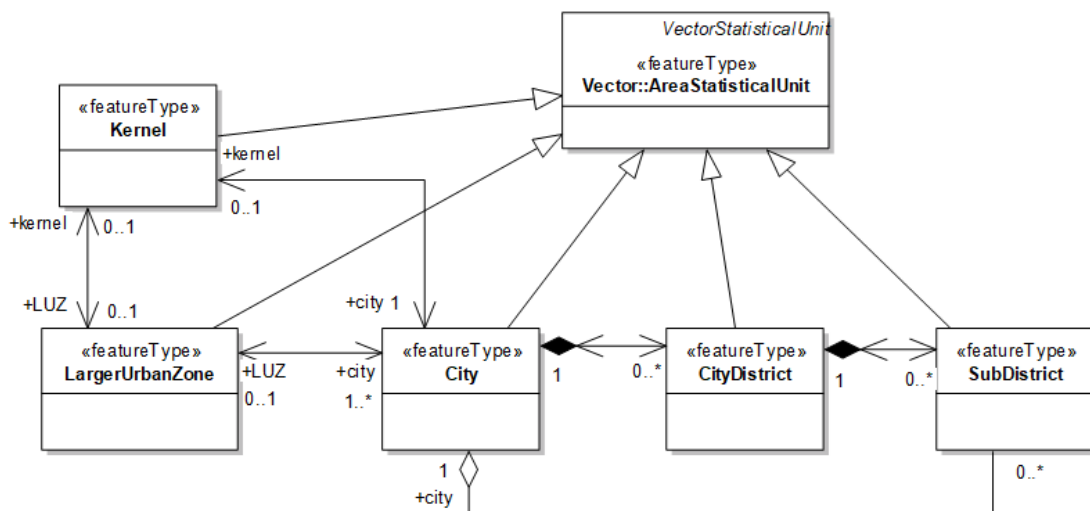 VectorStatisticalUnit
«featureType»
Vector::AreaStatisticalUnit
«featureType»
Kernel
+kernel
0..1
+kernel
0..1
+LUZ
0..1
+city 1
«featureType»
LargerUrbanZone
+LUZ
0..1
+city
1..*
«featureType»
City
1
0..*
«featureType»
CityDistrict
1
0..*
«featureType»
SubDistrict
1
+city
0..*